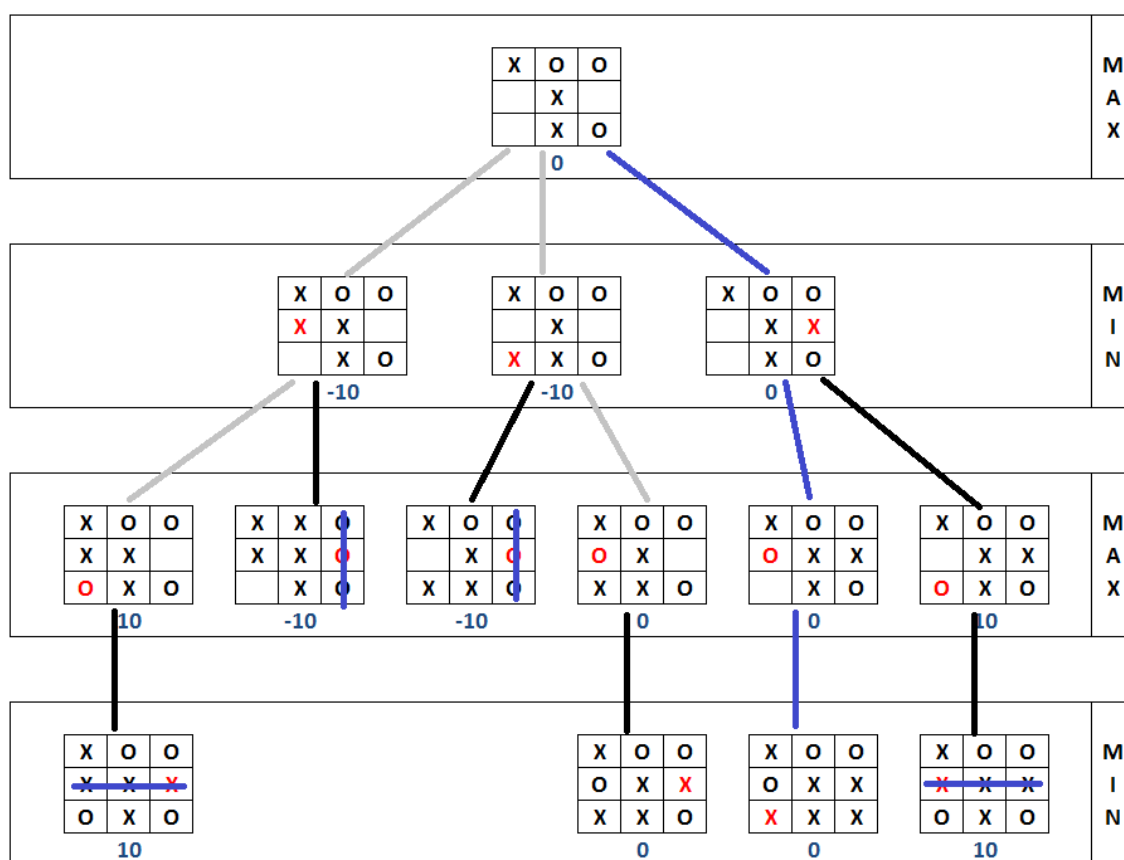 X O O M
X A
X O X
0
X O O X O O X O O M
X X X X X I
X O X X O X O N
-10 -10 0
X O O X X O X O O X O O X O O X O O M
X X X X O X O O X O X X X X A
O X O X O X X O X X O X O O X O X
10 -10 -10 0 0 10
X O O X O O X O O X O O M
X X X O X X O X X X X X I
O X O X X O X X X O X O N
10 0 0 10